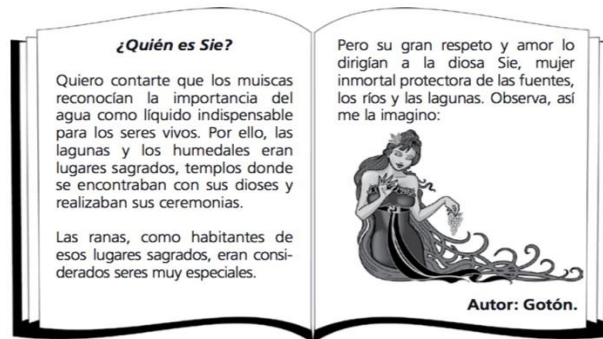 ¿Quién es Sie?
Quiero contarte que los muiscas
reconocían la importancia del
agua como líquido indispensable
para los seres vivos. Por ello, las
lagunas y los humedales eran
lugares sagrados, templos donde
se encontraban con sus dioses y
realizaban sus ceremonias.
Las ranas, como habitantes de
esos lugares sagrados, eran consi-
derados seres muy especiales.
Pero su gran respeto y amor lo
dirigían a la diosa Sie, mujer
inmortal protectora de las fuentes,
los ríos y las lagunas. Observa, así
me la imagino:
Autor: Gotón.